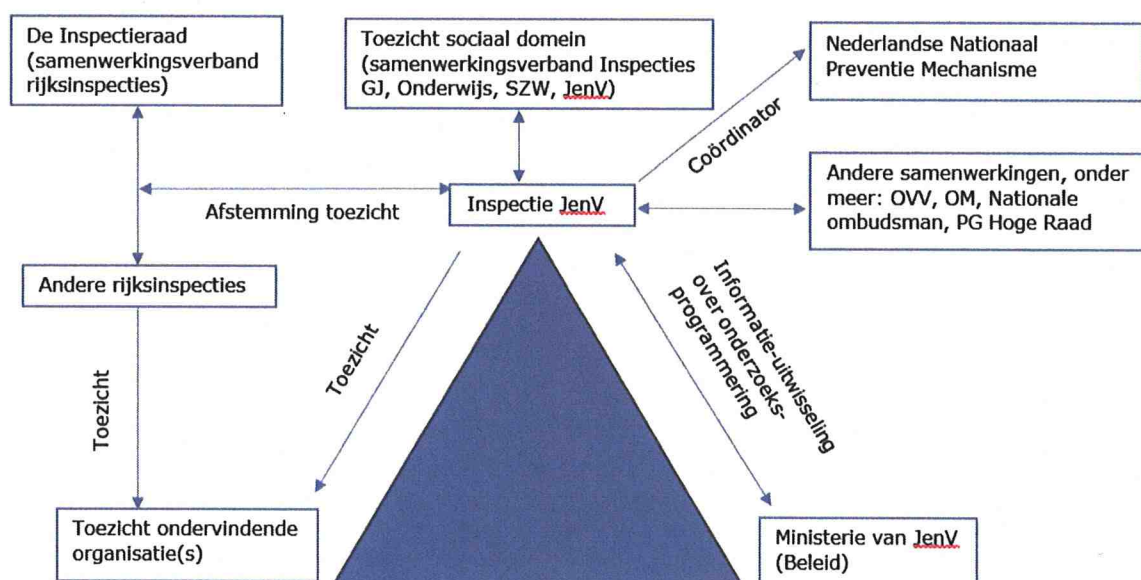 De Inspectieraad
(samenwerkingsverband
rijksinspecties)
Toezicht sociaal domein
(samenwerkingsverband Inspecties
GJ, Onderwijs, SZW, JenV)
Nederlandse Nationaal
Preventie Mechanisme
Coördinator
Afstemming toezicht
Inspectie JenV
Andere samenwerkingen, onder
meer: OVV, OM, Nationale
ombudsman, PG Hoge Raad
Andere rijksinspecties
Toezicht
Toezicht
Informatie-uitwisseling
over onderzoeks-
programmering
Toezicht ondervindende
organisatie(s)
Ministerie van JenV
(Beleid)